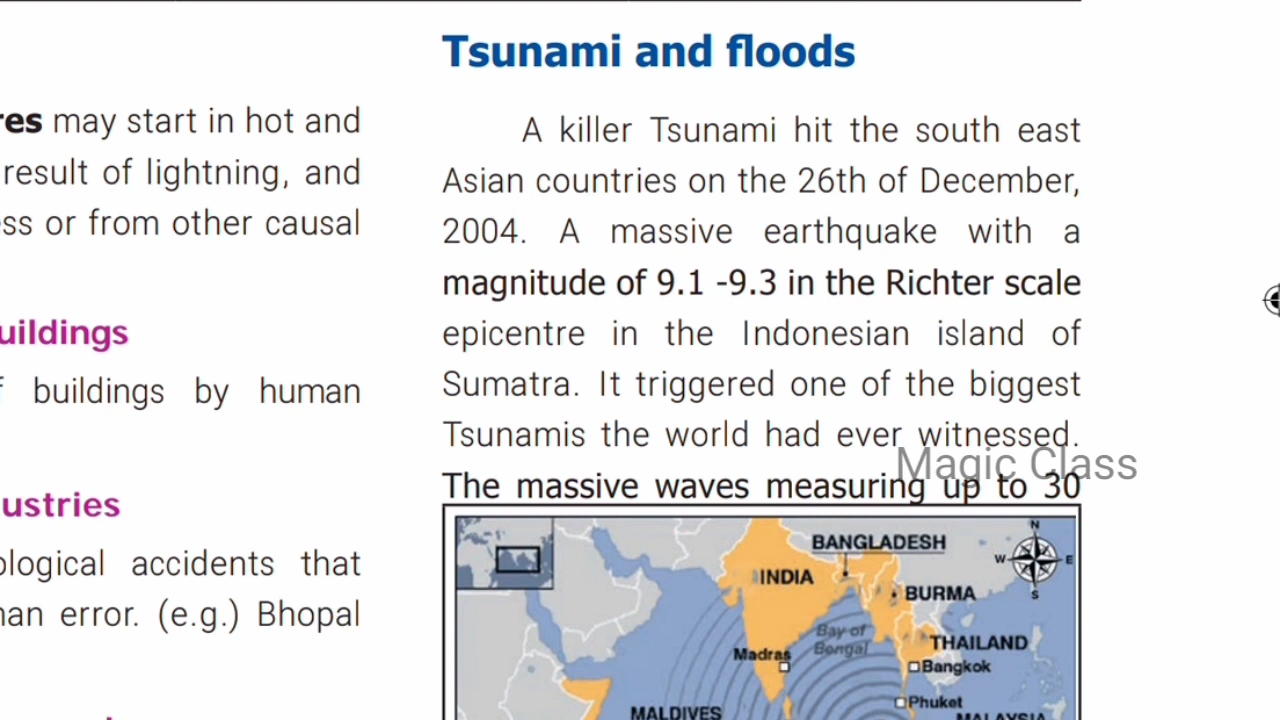 res may start in hot and
result of lightning, and
ess or from other causal
uildings
f buildings by human
ustries
ological accidents that
nan error. (e.g.) Bhopal
Tsunami and floods
A killer Tsunami hit the south east
Asian countries on the 26th of December,
2004. A massive earthquake with a
magnitude of 9.1 -9.3 in the Richter scale
epicentre in the Indonesian island of
Sumatra. It triggered one of the biggest
Tsunamis the world had ever witnessed.
The massive waves measuring up to 30
Magic Class
N
BANGLADESH
W E
INDIA
BURMA
S
Bay of
Bengal
THAILAND
Madras
Bangkok
Phuket
MALDIVES
MALAYSIA